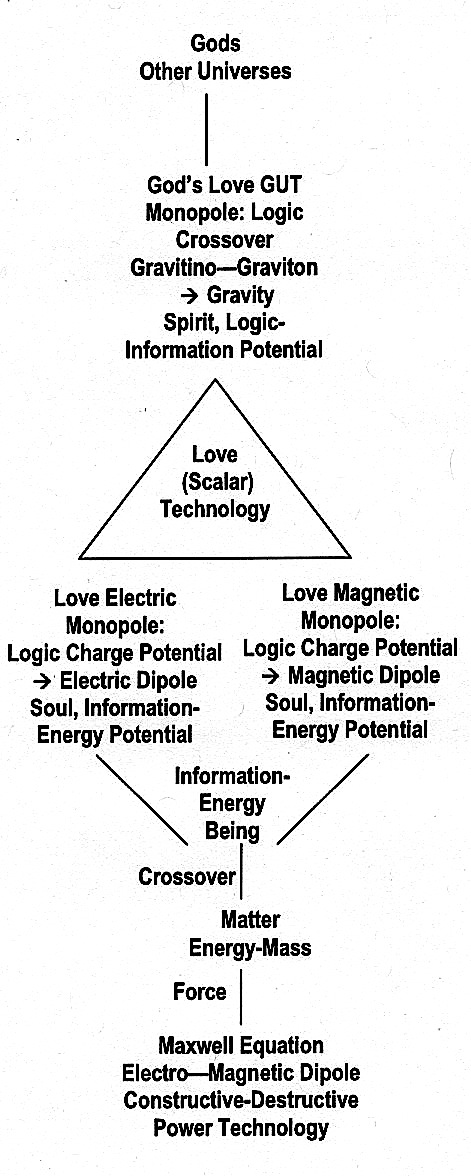 Gods
Other Universes
God's Love GUT
Monopole: Logic
Crossover
Gravitino—Graviton
→ Gravity
Spirit, Logic-
Information Potential
Love
(Scalar)
Technology
Love Electric
Monopole:
Logic Charge Potential
→ Electric Dipole
Soul, Information-
Energy Potential
Love Magnetic
Monopole:
Logic Charge Potential
→ Magnetic Dipole
Soul, Information-
Energy Potential
Information-
Energy
Being
Crossover
Matter
Energy-Mass
Force
Maxwell Equation
Electro—Magnetic Dipole
Constructive-Destructive
Power Technology